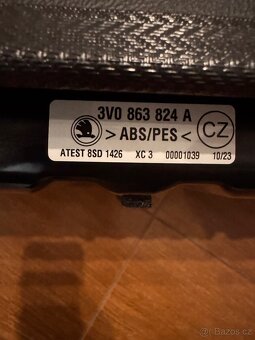 3V0 863 824 A
> ABS/PES <
CZ
ATEST 8SD 1426 XC 3 00001039 10/23
Bazos.cz